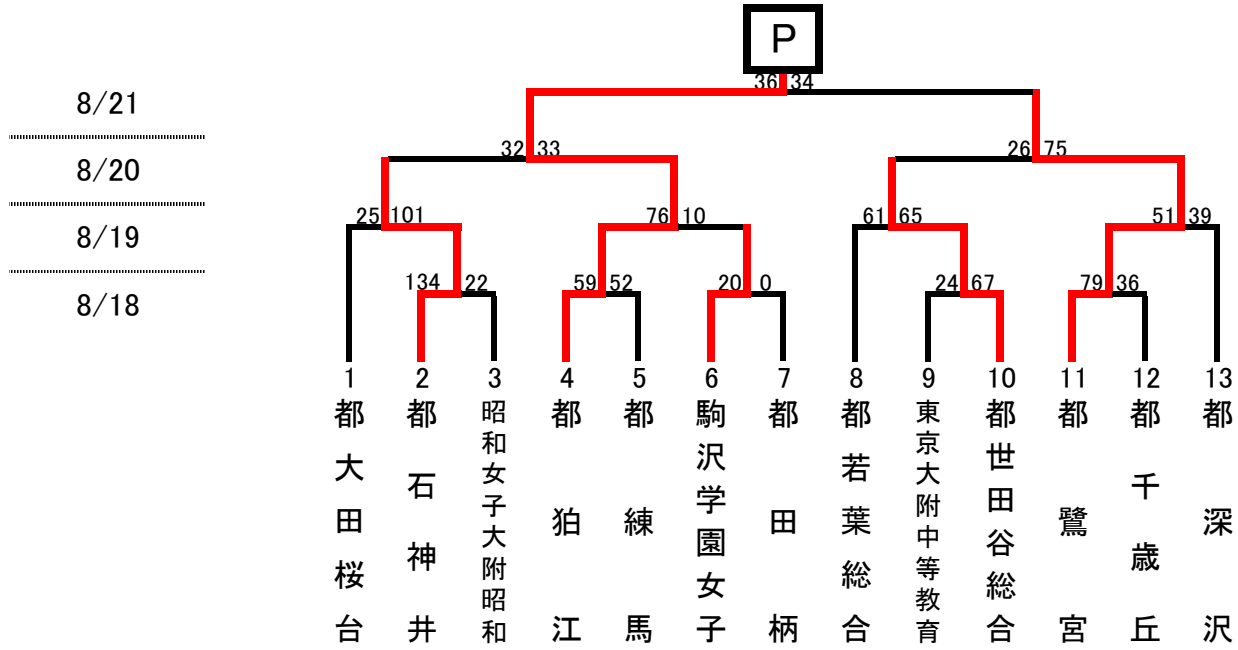 P
36 34
8/21
32 33
26 75
8/20
25 101
76 10
61 65
51 39
8/19
134 22
59 52
20 0
24 67
79 36
8/18
1 2 3 4 5 6 7 8 9 10 11 12 13
都大田桜台
都石神井
昭和女子大附昭和
都狛江
都練馬
駒沢学園女子
都田柄
都若葉総合
東京大附中等教育
都世田谷総合
都鷺宮
都千歳丘
都深沢